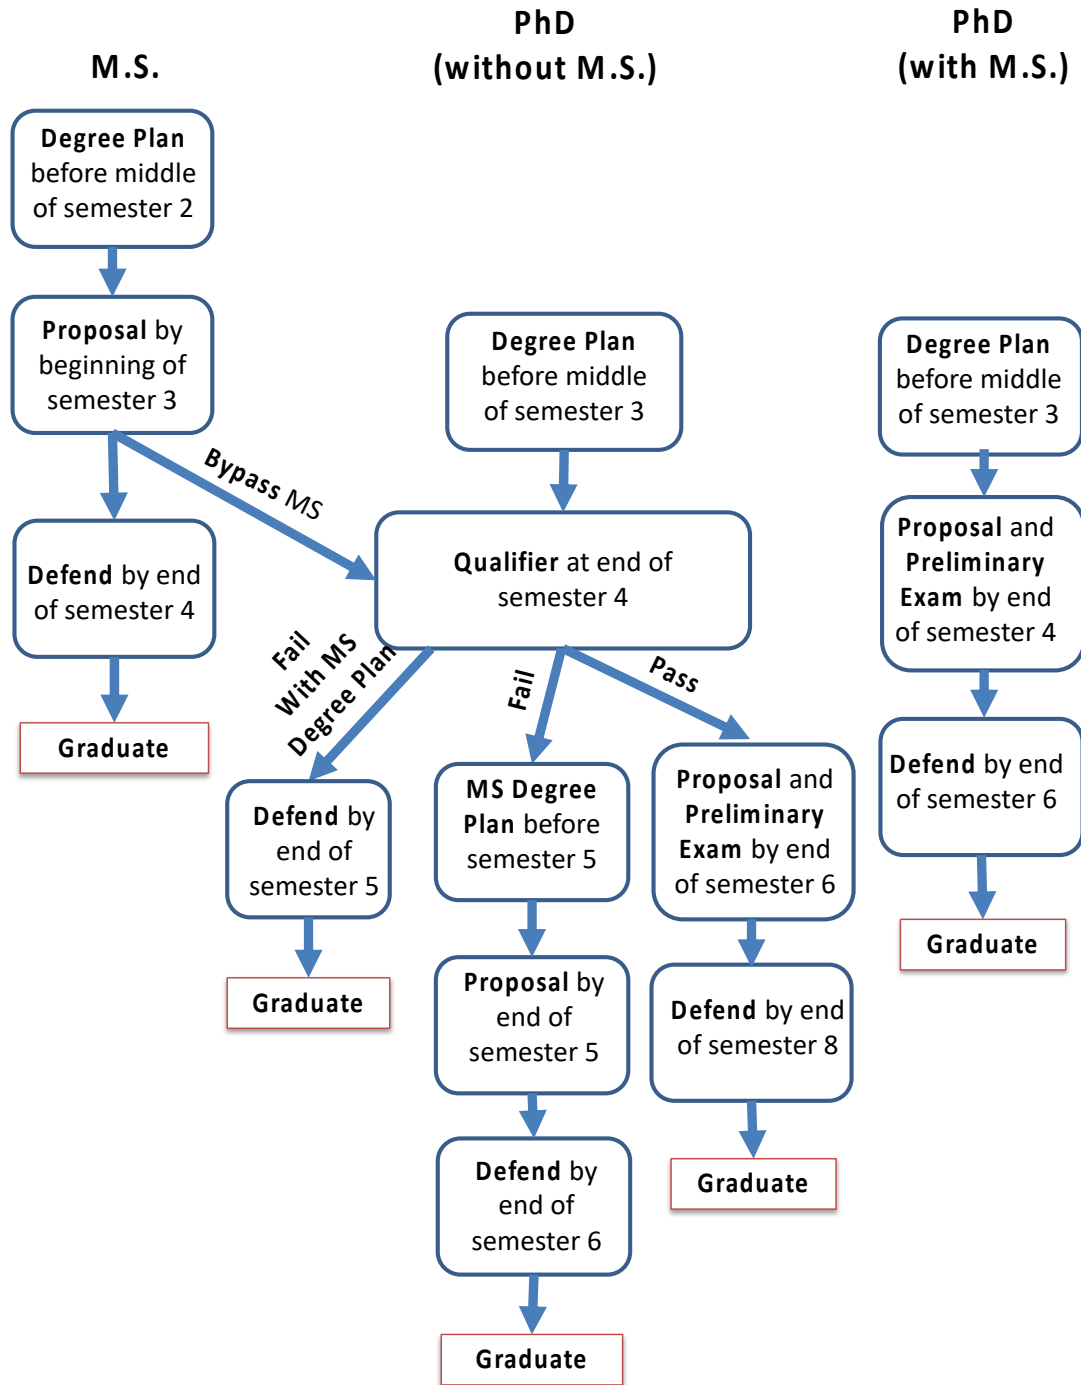 M.S.
PhD
(without M.S.)
PhD
(with M.S.)
Degree Plan
before middle
of semester 2
Proposal by
beginning of
semester 3
Bypass MS
Defend by end
of semester 4
Graduate
Degree Plan
before middle
of semester 3
Qualifier at end of
semester 4
Fail
With MS
Degree Plan
Fail
Pass
Defend by
end of
semester 5
Graduate
MS Degree
Plan before
semester 5
Proposal by
end of
semester 5
Defend by
end of
semester 6
Graduate
Proposal and
Preliminary
Exam by end
of semester 6
Defend by end
of semester 8
Graduate
Degree Plan
before middle
of semester 3
Proposal and
Preliminary
Exam by end
of semester 4
Defend by end
of semester 6
Graduate